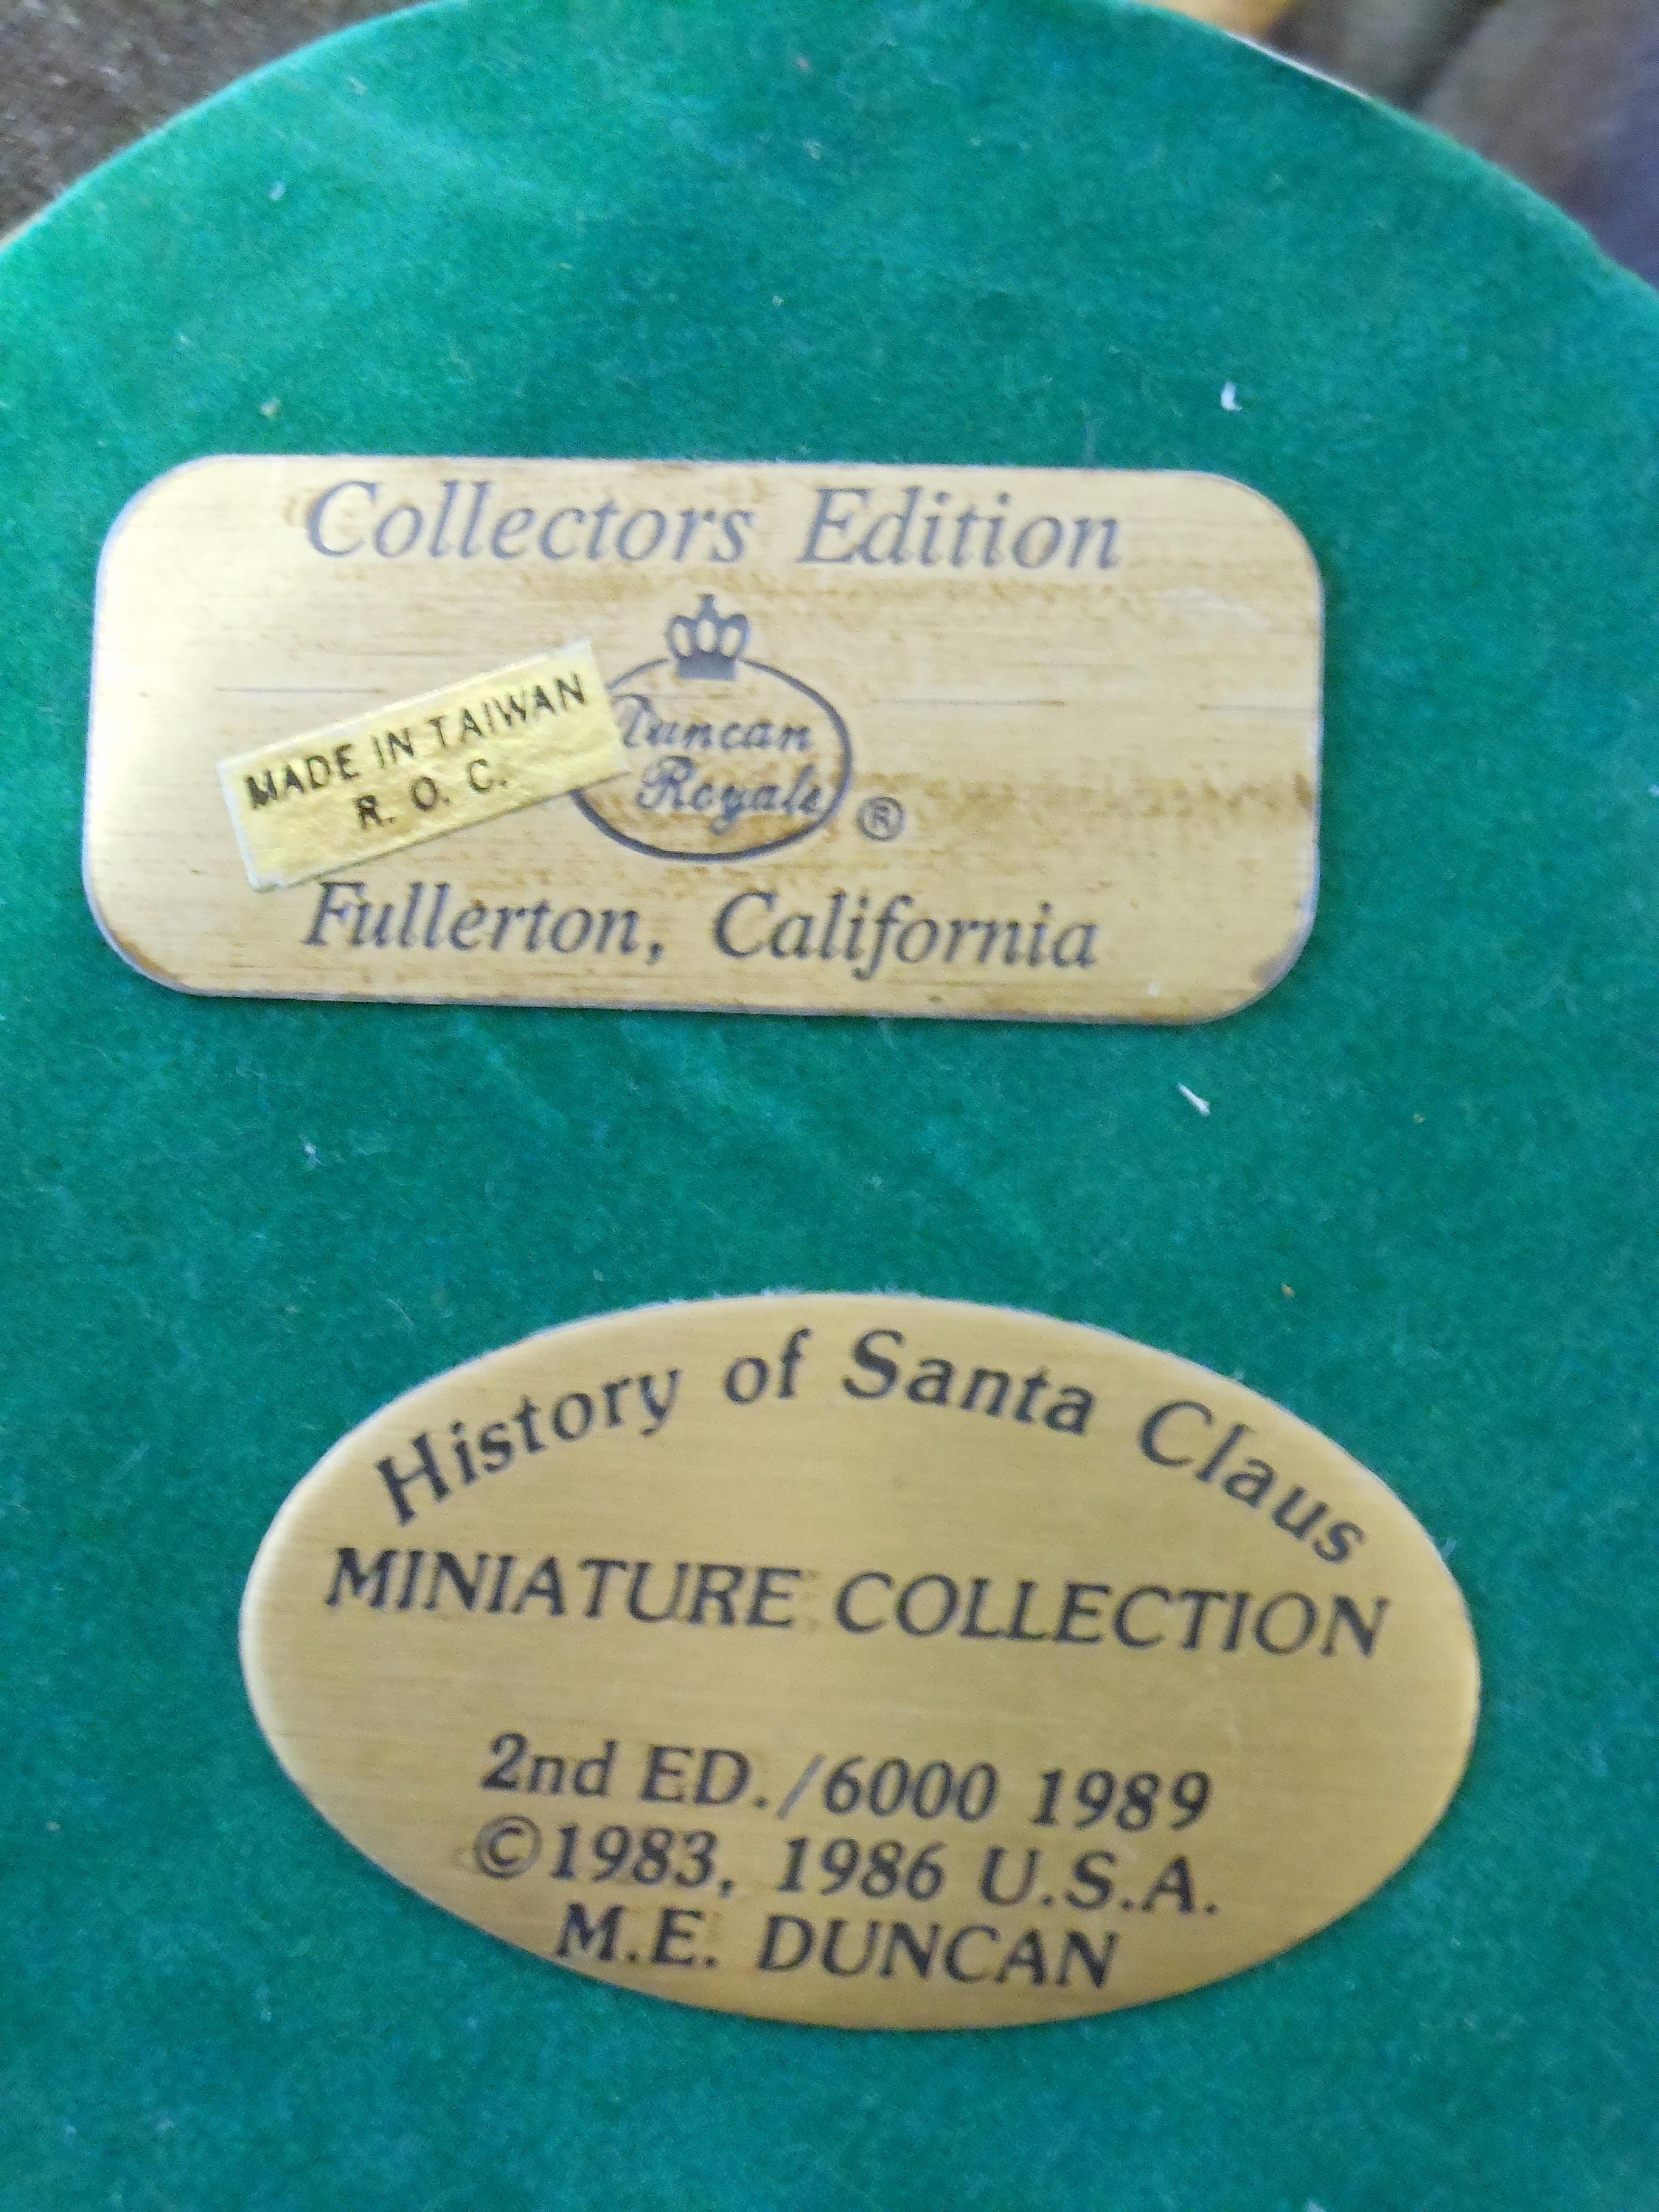 Collectors Edition
MADE IN TAIWAN
R. O. C.
Duncan
Royale
®
Fullerton, California
History of Santa Claus
MINIATURE COLLECTION
2nd ED./6000 1989
©1983, 1986 U.S.A.
M.E. DUNCAN